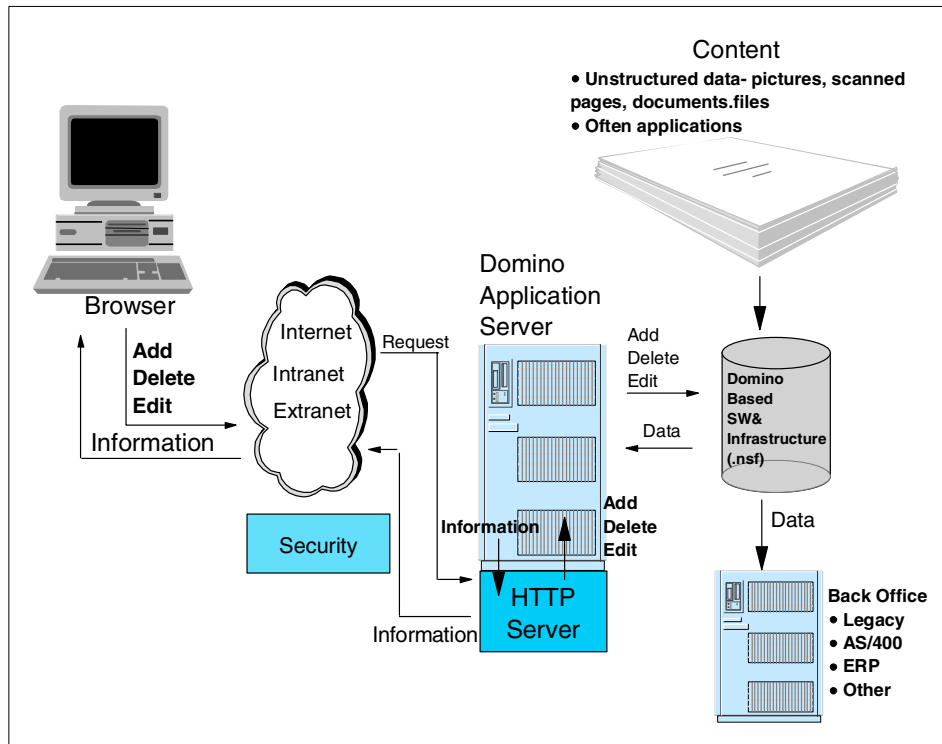 Content
• Unstructured data- pictures, scanned
pages, documents.files
• Often applications
Browser
Add
Delete
Edit
Information
Internet
Intranet
Extranet
Security
Request
Information
Domino
Application
Server
Information
Add
Delete
Edit
HTTP
Server
Add
Delete
Edit
Data
Domino
Based
SW&
Infrastructure
(.nsf)
Data
Back Office
• Legacy
• AS/400
• ERP
• Other